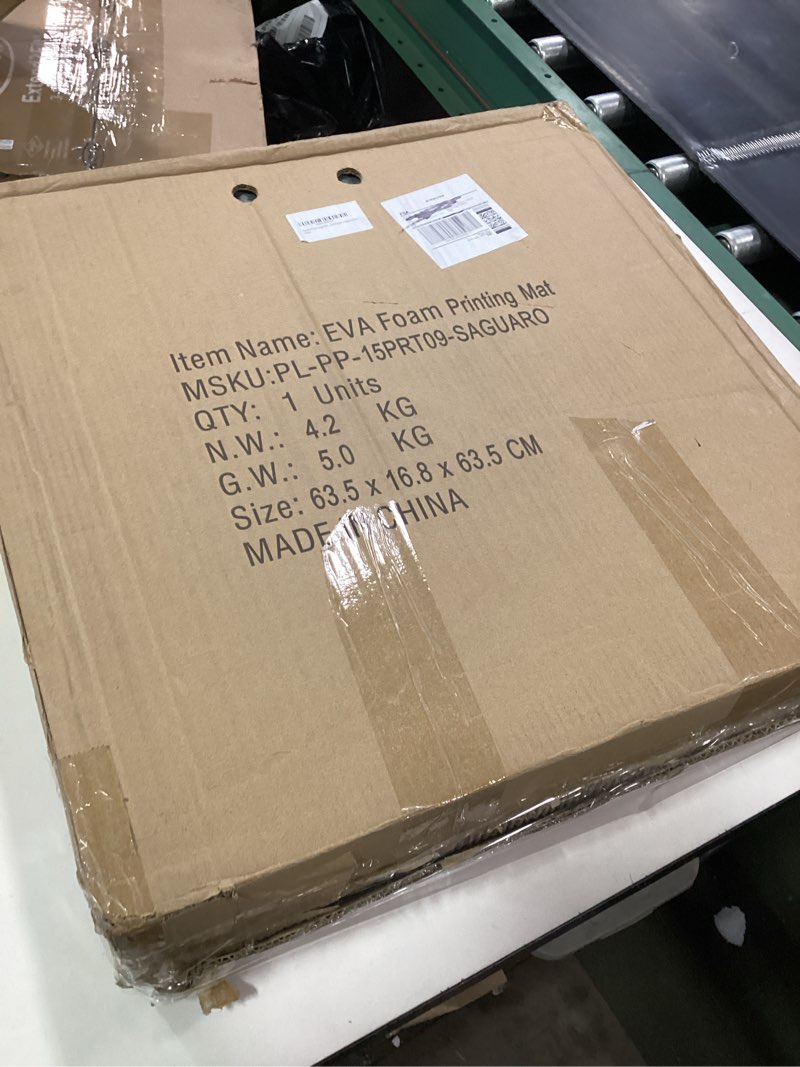 Item Name: EVA Foam Printing Mat
MSKU:PL-PP-15PRT09-SAGUARO
QTY: 1 Units
N.W.: 4.2 KG
G.W.: 5.0 KG
Size: 63.5 x 16.8 x 63.5 CM
MADE IN CHINA